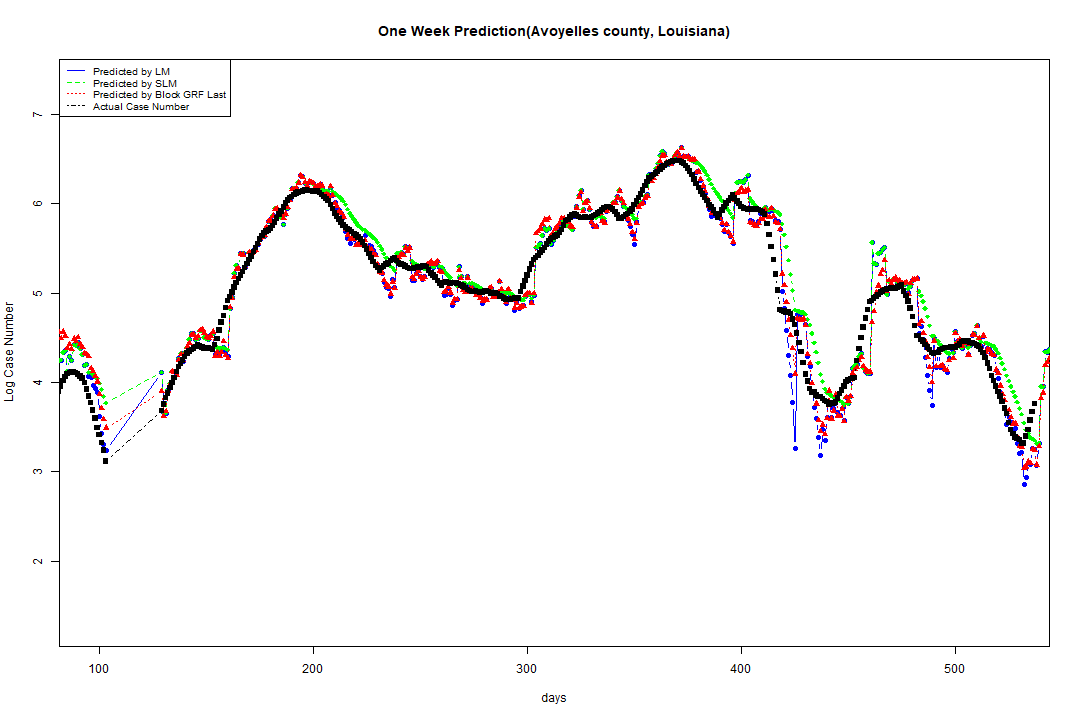 One Week Prediction(Avoyelles county, Louisiana)
Predicted by LM
Predicted by SLM
Predicted by Block GRF Last
Actual Case Number
Log Case Number
7
6
5
4
3
2
100 200 300 400 500
days